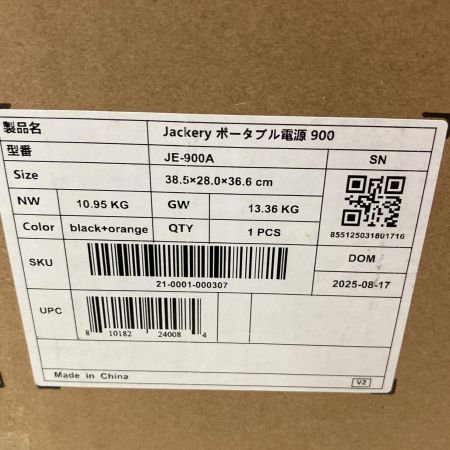 製品名 Jackery ポータブル電源 900
型番 JE-900A SN
Size 38.5×28.0×36.6 cm
NW 10.95 KG GW 13.36 KG
Color black+orange QTY 1 PCS
855125031801716
SKU DOM
21-0001-000307 2025-08-17
UPC
8 10182 24008 4
Made in China V2